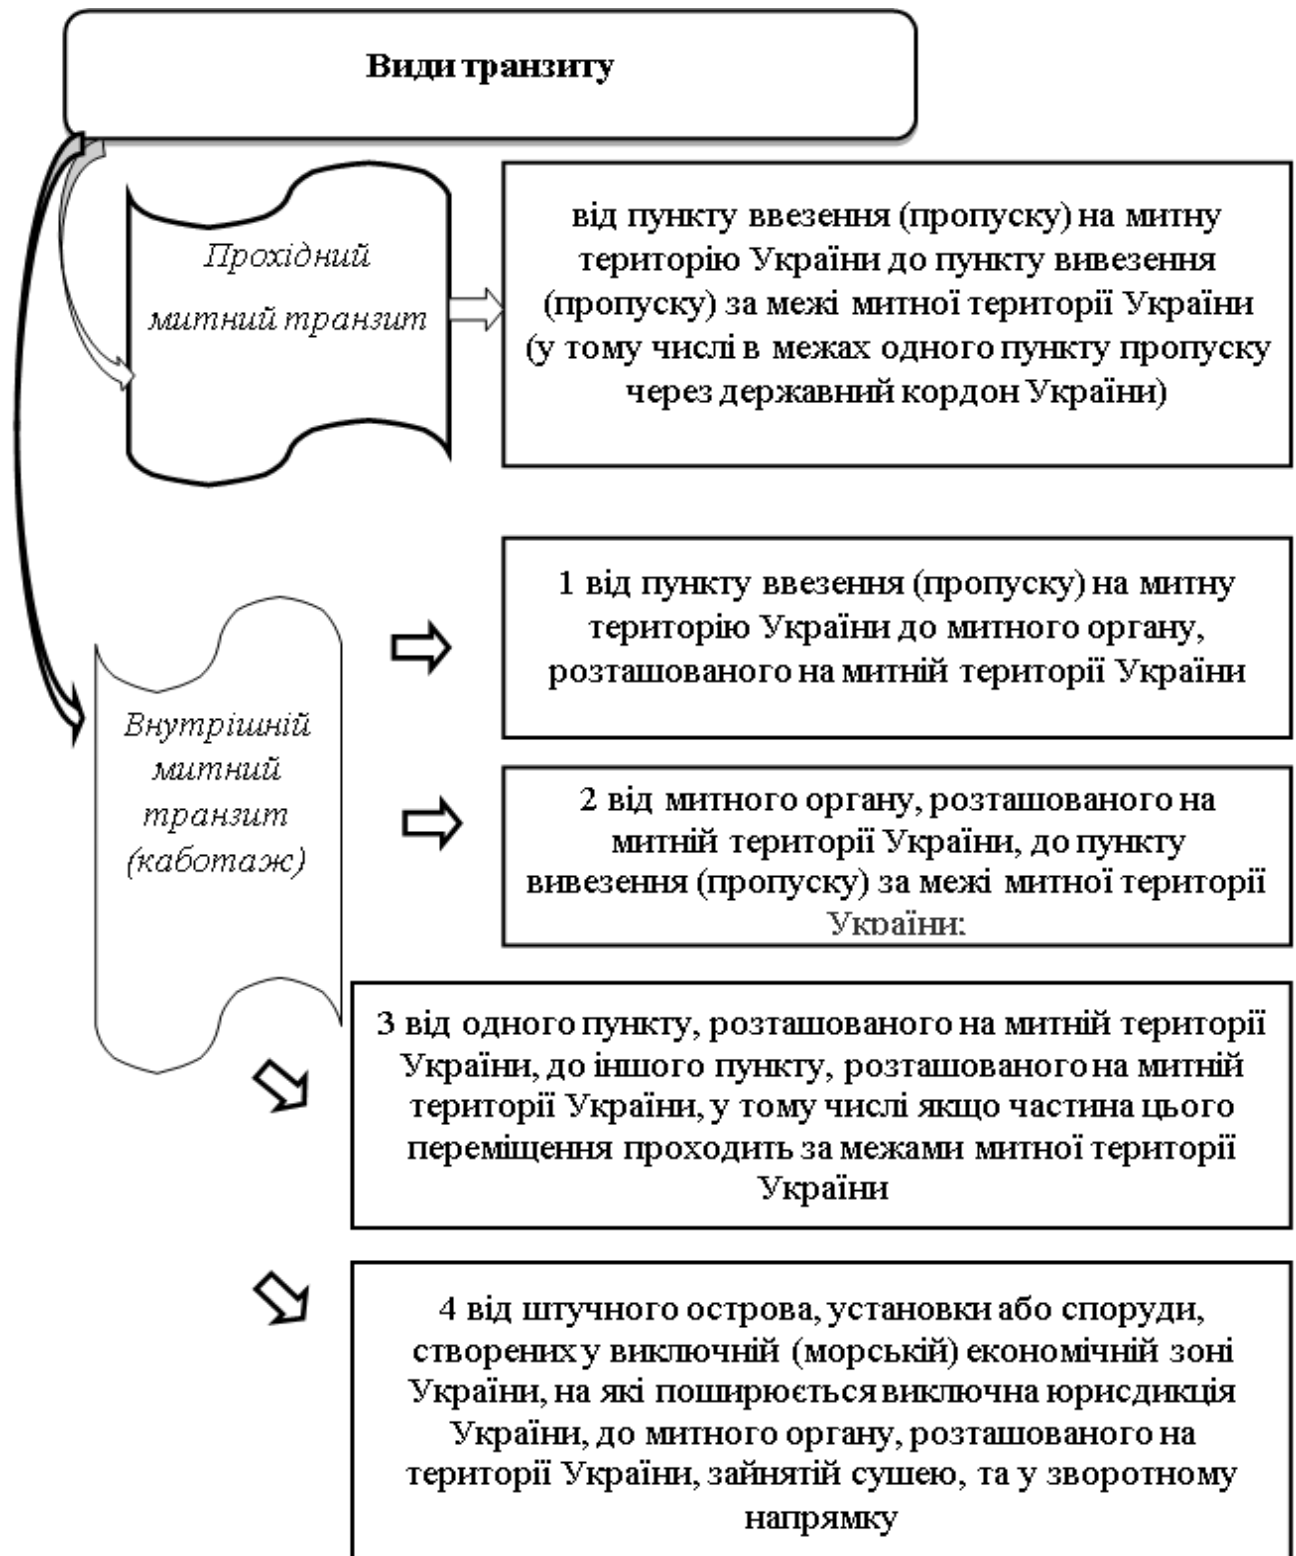 Види транзиту
Прохідний
митний транзит
від пункту ввезення (пропуску) на митну
територію України до пункту вивезення
(пропуску) за межі митної території України
(у тому числі в межах одного пункту пропуску
через державний кордон України)
1 від пункту ввезення (пропуску) на митну
територію України до митного органу,
розташованого на митній території України
Внутрішній
митний
транзит
(каботаж)
2 від митного органу, розташованого на
митній території України, до пункту
вивезення (пропуску) за межі митної території
України;
3 від одного пункту, розташованого на митній території
України, до іншого пункту, розташованого на митній
території України, у тому числі якщо частина цього
переміщення проходить за межами митної території
України
4 від штучного острова, установки або споруди,
створених у виключній (морській) економічній зоні
України, на які поширюється виключна юрисдикція
України, до митного органу, розташованого на
території України, зайнятій сушею, та у зворотному
напрямку